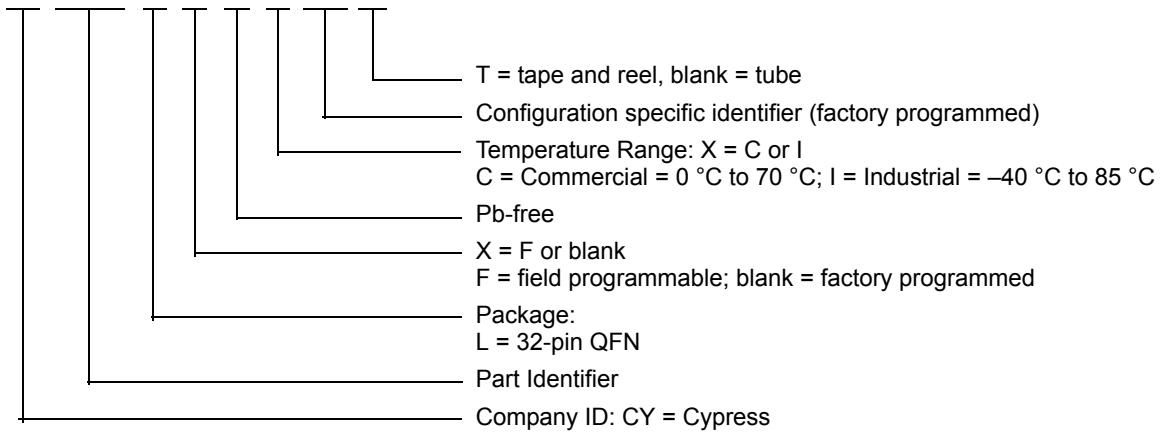 T = tape and reel, blank = tube
Configuration specific identifier (factory programmed)
Temperature Range: X = C or I
C = Commercial = 0 °C to 70 °C; I = Industrial = –40 °C to 85 °C
Pb-free
X = F or blank
F = field programmable; blank = factory programmed
Package:
L = 32-pin QFN
Part Identifier
Company ID: CY = Cypress